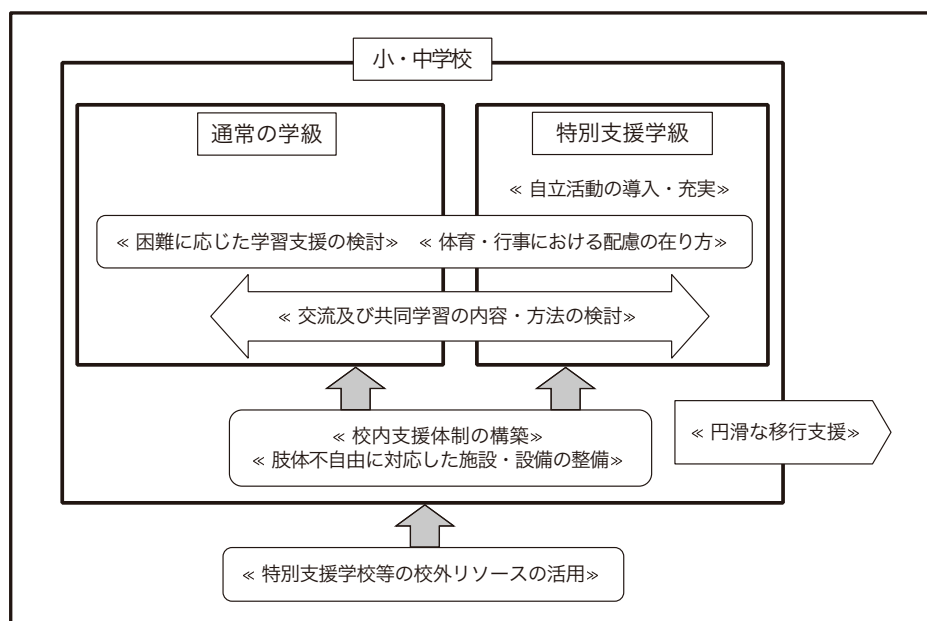 小・中学校
通常の学級
特別支援学級
≪ 自立活動の導入・充実≫
≪ 困難に応じた学習支援の検討≫ ≪ 体育・行事における配慮の在り方≫
≪ 交流及び共同学習の内容・方法の検討≫
≪ 校内支援体制の構築≫
≪ 肢体不自由に対応した施設・設備の整備≫
≪ 円滑な移行支援≫
≪ 特別支援学校等の校外リソースの活用≫